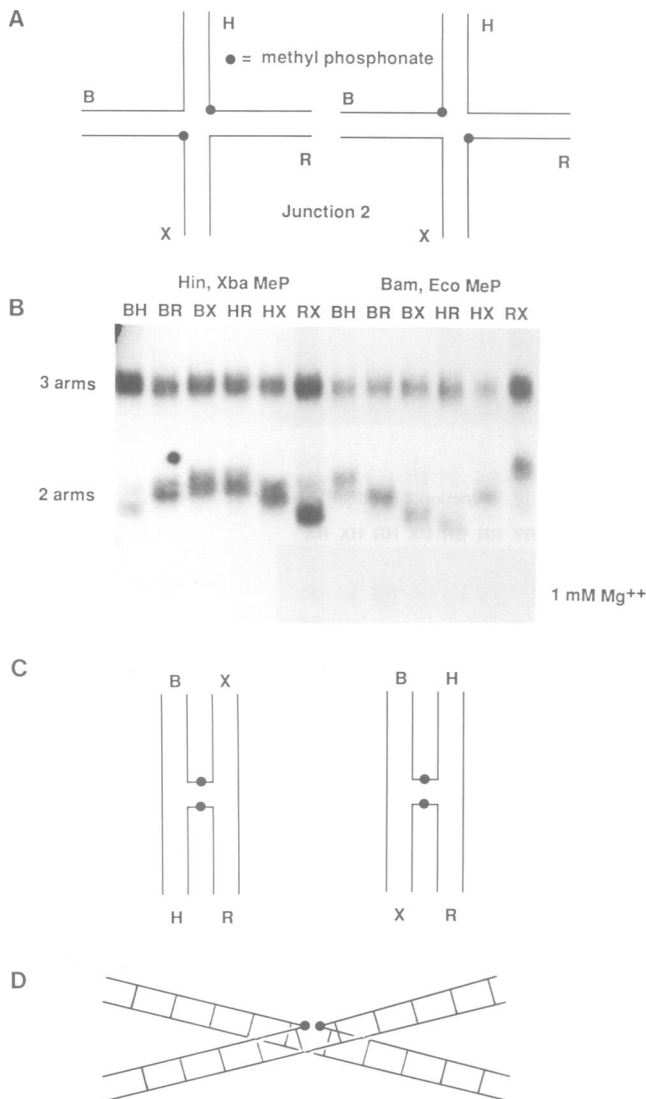 A
H
● = methyl phosphonate
B
R
X
H
B
R
X
Junction 2
Hin, Xba MeP Bam, Eco MeP
B
BH BR BX HR HX RX BH BR BX HR HX RX
3 arms
2 arms
1 mM Mg++
C
B X
H R
B H
X R
D